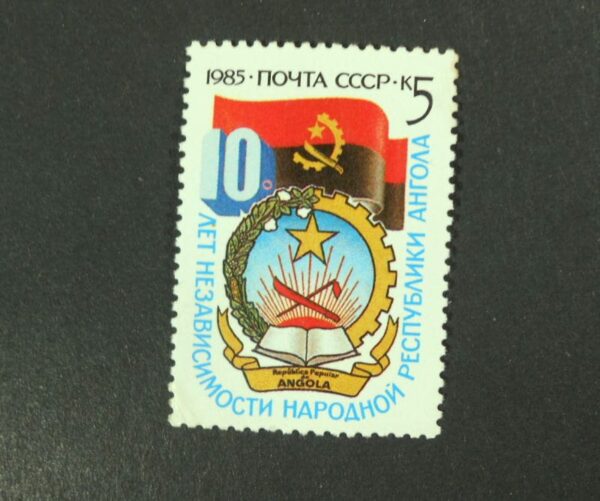 1985 · ПОЧТА СССР · К5
10
ЛЕТ НЕЗАВИСИМОСТИ НАРОДНОЙ РЕСПУБЛИКИ АНГОЛА
República Popular
de
ANGOLA